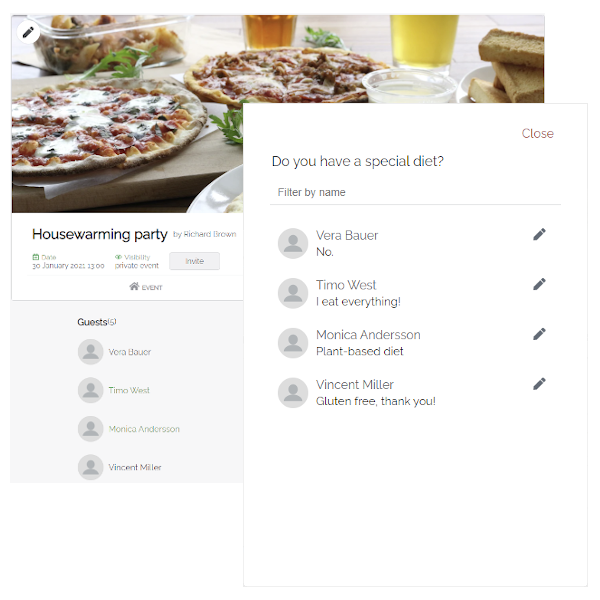 Housewarming party by Richard Brown
Date
30 January 2021 13:00
Visibility
private event
Invite
EVENT
Guests(5)
Vera Bauer
Timo West
Monica Andersson
Vincent Miller
Close
Do you have a special diet?
Filter by name
Vera Bauer
No.
Timo West
I eat everything!
Monica Andersson
Plant-based diet
Vincent Miller
Gluten free, thank you!